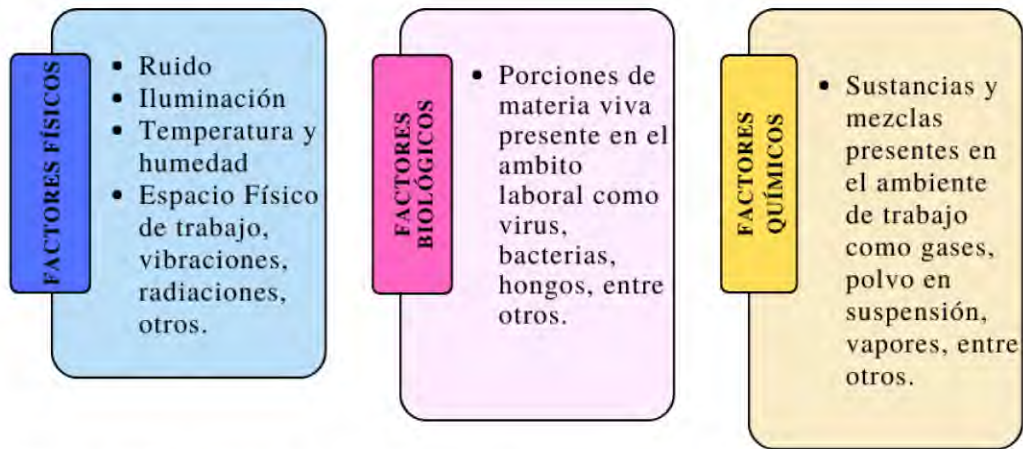 FACTORES FÍSICOS
• Ruido
• Iluminación
• Temperatura y
humedad
• Espacio Físico
de trabajo,
vibraciones,
radiaciones,
otros.
FACTORES
BIOLÓGICOS
• Porciones de
materia viva
presente en el
ambito
laboral como
virus,
bacterias,
hongos, entre
otros.
FACTORES
QUÍMICOS
• Sustancias y
mezclas
presentes en
el ambiente
de trabajo
como gases,
polvo en
suspensión,
vapores, entre
otros.